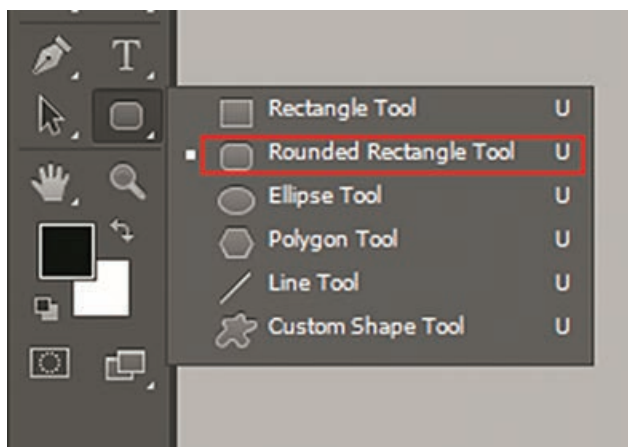 T
Rectangle Tool U
Rounded Rectangle Tool U
Ellipse Tool U
Polygon Tool U
Line Tool U
Custom Shape Tool U